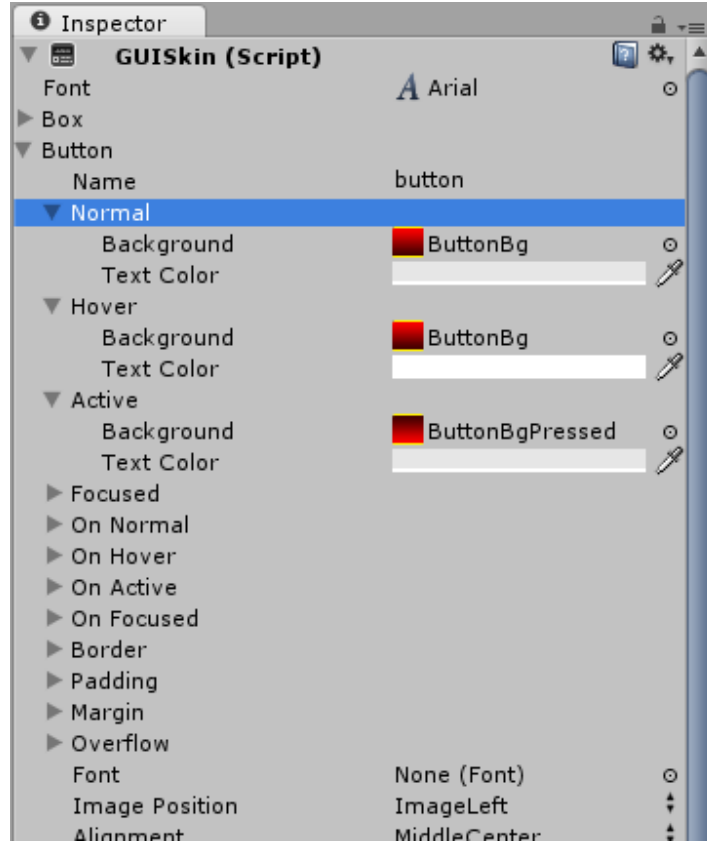 Inspector
GUISkin (Script)
Font Arial
Box
Button
Name button
Normal
Background ButtonBg
Text Color
Hover
Background ButtonBg
Text Color
Active
Background ButtonBgPressed
Text Color
Focused
On Normal
On Hover
On Active
On Focused
Border
Padding
Margin
Overflow
Font None (Font)
Image Position ImageLeft
Alignment MiddleCenter